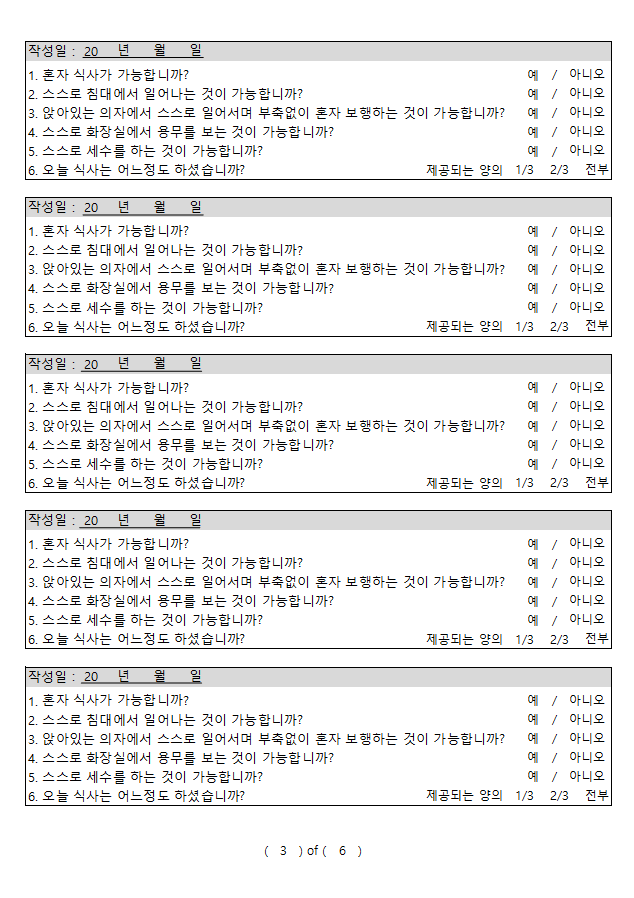 작성일 : 20 년 월 일
1. 혼자 식사가 가능합니까? 예 / 아니오
2. 스스로 침대에서 일어나는 것이 가능합니까? 예 / 아니오
3. 앉아있는 의자에서 스스로 일어서며 부축없이 혼자 보행하는 것이 가능합니까? 예 / 아니오
4. 스스로 화장실에서 용무를 보는 것이 가능합니까? 예 / 아니오
5. 스스로 세수를 하는 것이 가능합니까? 예 / 아니오
6. 오늘 식사는 어느정도 하셨습니까? 제공되는 양의 1/3 2/3 전부
작성일 : 20 년 월 일
1. 혼자 식사가 가능합니까? 예 / 아니오
2. 스스로 침대에서 일어나는 것이 가능합니까? 예 / 아니오
3. 앉아있는 의자에서 스스로 일어서며 부축없이 혼자 보행하는 것이 가능합니까? 예 / 아니오
4. 스스로 화장실에서 용무를 보는 것이 가능합니까? 예 / 아니오
5. 스스로 세수를 하는 것이 가능합니까? 예 / 아니오
6. 오늘 식사는 어느정도 하셨습니까? 제공되는 양의 1/3 2/3 전부
작성일 : 20 년 월 일
1. 혼자 식사가 가능합니까? 예 / 아니오
2. 스스로 침대에서 일어나는 것이 가능합니까? 예 / 아니오
3. 앉아있는 의자에서 스스로 일어서며 부축없이 혼자 보행하는 것이 가능합니까? 예 / 아니오
4. 스스로 화장실에서 용무를 보는 것이 가능합니까? 예 / 아니오
5. 스스로 세수를 하는 것이 가능합니까? 예 / 아니오
6. 오늘 식사는 어느정도 하셨습니까? 제공되는 양의 1/3 2/3 전부
작성일 : 20 년 월 일
1. 혼자 식사가 가능합니까? 예 / 아니오
2. 스스로 침대에서 일어나는 것이 가능합니까? 예 / 아니오
3. 앉아있는 의자에서 스스로 일어서며 부축없이 혼자 보행하는 것이 가능합니까? 예 / 아니오
4. 스스로 화장실에서 용무를 보는 것이 가능합니까? 예 / 아니오
5. 스스로 세수를 하는 것이 가능합니까? 예 / 아니오
6. 오늘 식사는 어느정도 하셨습니까? 제공되는 양의 1/3 2/3 전부
작성일 : 20 년 월 일
1. 혼자 식사가 가능합니까? 예 / 아니오
2. 스스로 침대에서 일어나는 것이 가능합니까? 예 / 아니오
3. 앉아있는 의자에서 스스로 일어서며 부축없이 혼자 보행하는 것이 가능합니까? 예 / 아니오
4. 스스로 화장실에서 용무를 보는 것이 가능합니까? 예 / 아니오
5. 스스로 세수를 하는 것이 가능합니까? 예 / 아니오
6. 오늘 식사는 어느정도 하셨습니까? 제공되는 양의 1/3 2/3 전부
( 3 ) of ( 6 )